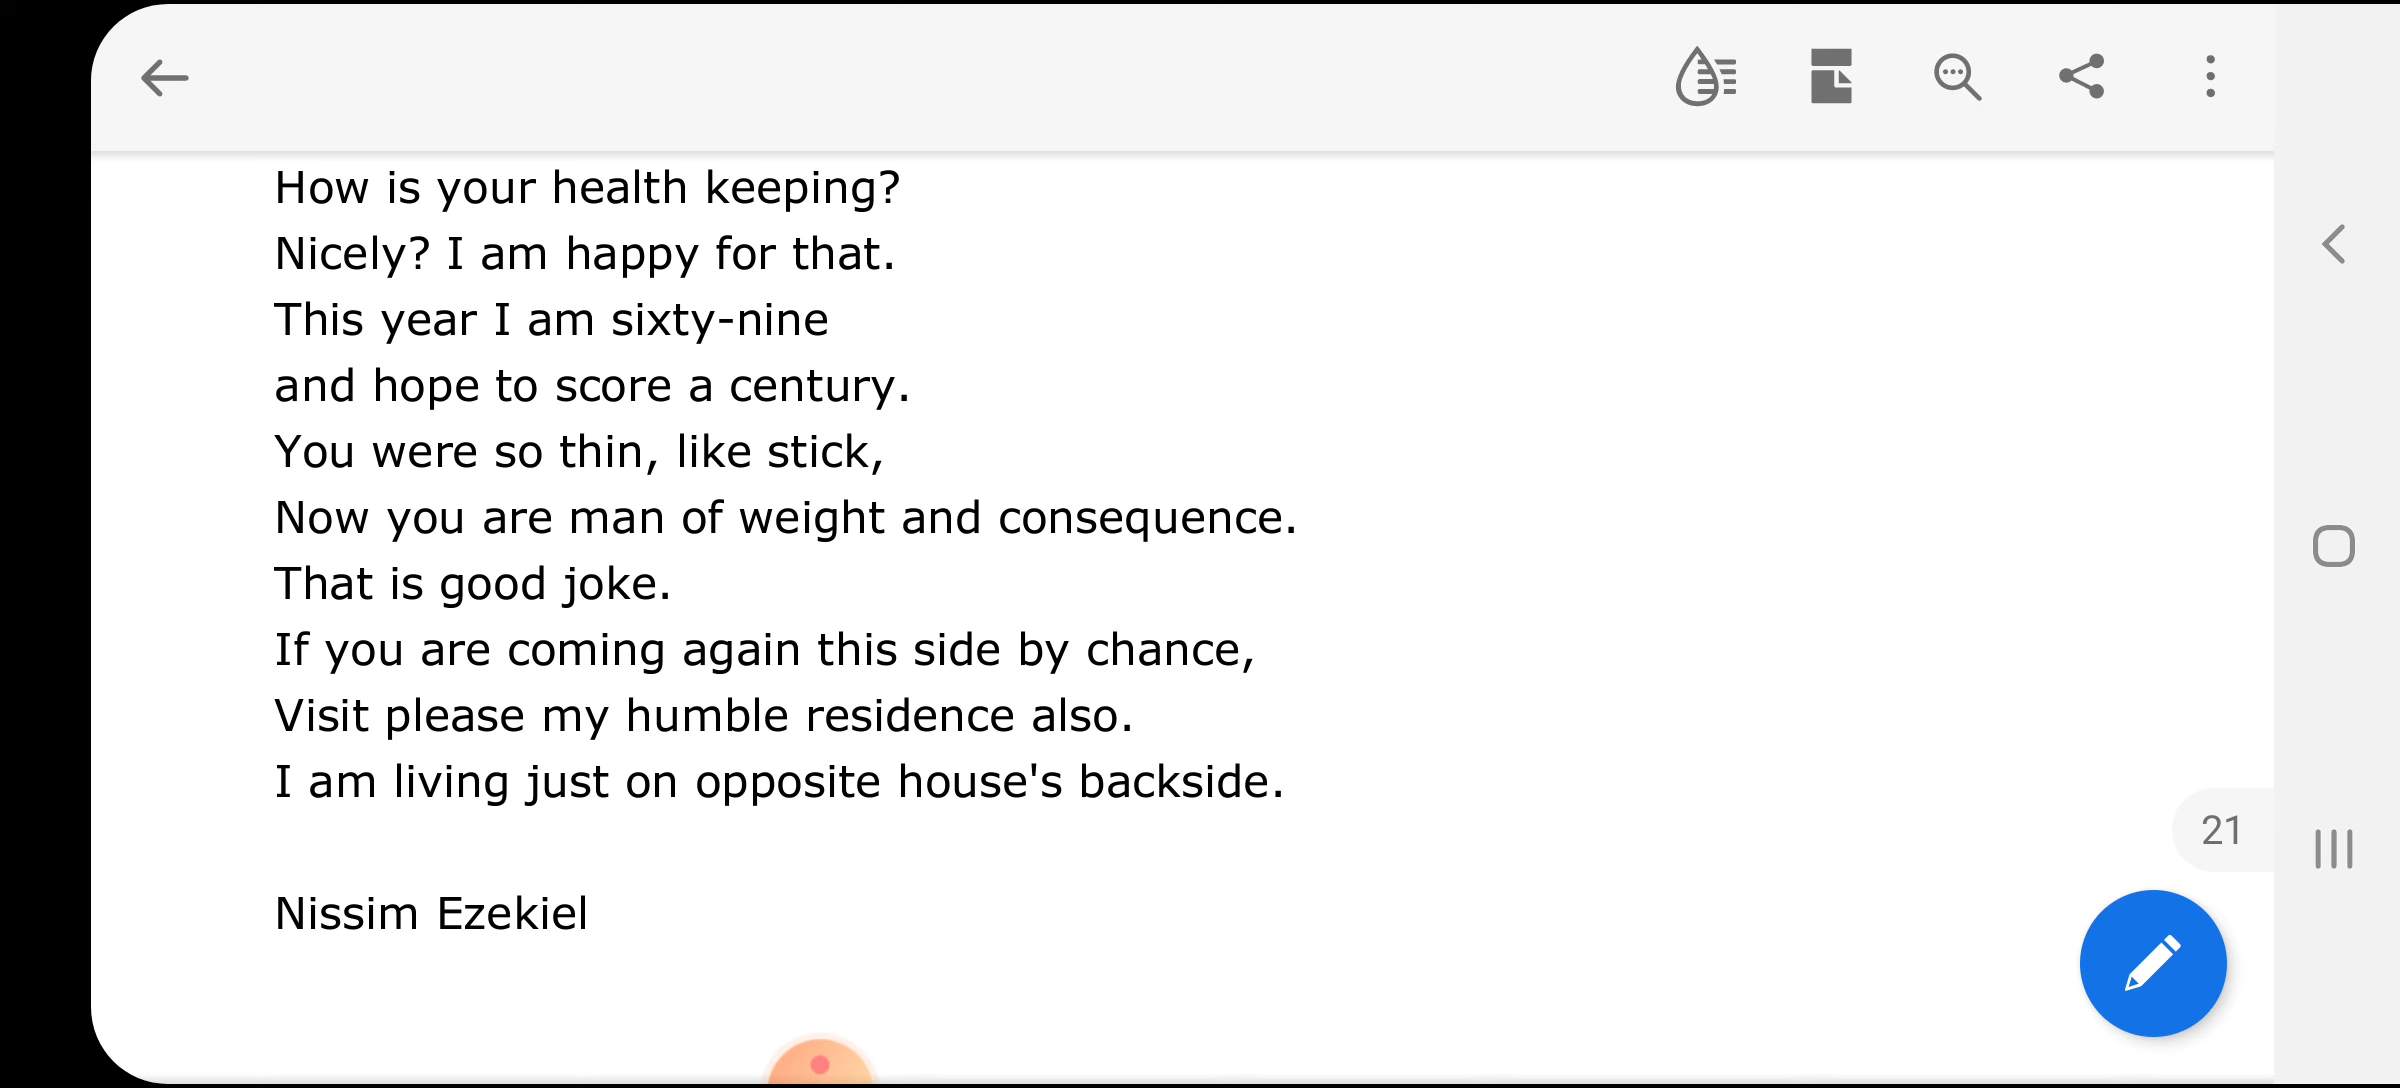 How is your health keeping?
Nicely? I am happy for that.
This year I am sixty-nine
and hope to score a century.
You were so thin, like stick,
Now you are man of weight and consequence.
That is good joke.
If you are coming again this side by chance,
Visit please my humble residence also.
I am living just on opposite house's backside.
21
Nissim Ezekiel